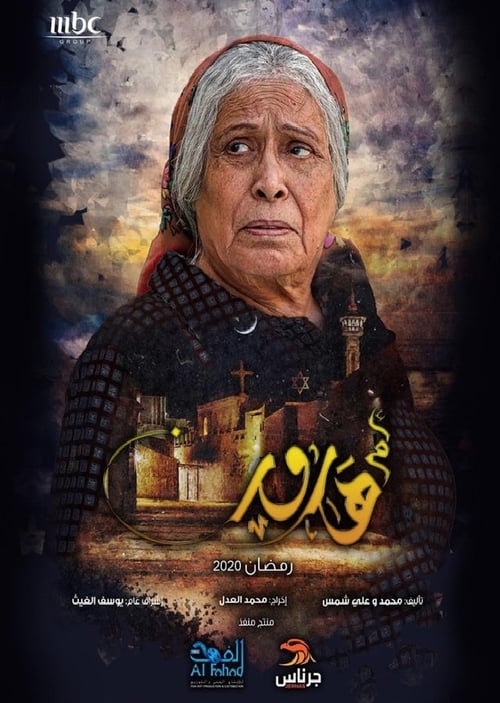 mbc
GROUP
أم هارون
رمضان 2020
تأليف: محمد و علي شمس إخراج: محمد العدل إشراف عام: يوسف الغيث
منتج منفذ
الفهد
Al Fahad
جرناس
JERNAS